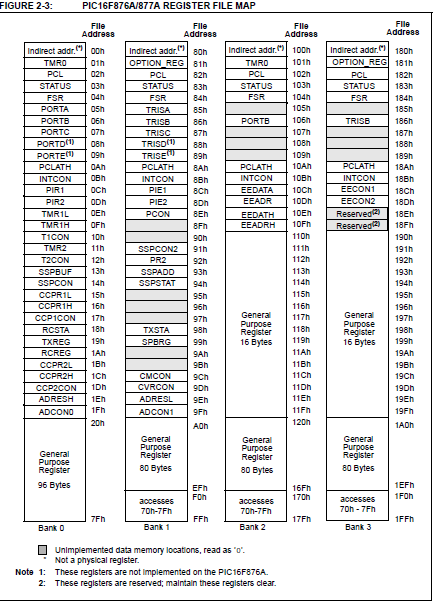 FIGURE 2-3: PIC16F876A/877A REGISTER FILE MAP
File Address File Address File Address File Address
Indirect addr.(*) 00h Indirect addr.(*) 80h Indirect addr.(*) 100h Indirect addr.(*) 180h
TMR0 01h OPTION_REG 81h TMR0 101h OPTION_REG 181h
PCL 02h PCL 82h PCL 102h PCL 182h
STATUS 03h STATUS 83h STATUS 103h STATUS 183h
FSR 04h FSR 84h FSR 104h FSR 184h
PORTA 05h TRISA 85h 105h 185h
PORTB 06h TRISB 86h PORTB 106h TRISB 186h
PORTC 07h TRISC 87h 107h 187h
PORTD(1) 08h TRISD(1) 88h 108h 188h
PORTE(1) 09h TRISE(1) 89h 109h 189h
PCLATH 0Ah PCLATH 8Ah PCLATH 10Ah PCLATH 18Ah
INTCON 0Bh INTCON 8Bh INTCON 10Bh INTCON 18Bh
PIR1 0Ch PIE1 8Ch EEDATA 10Ch EECON1 18Ch
PIR2 0Dh PIE2 8Dh EEADR 10Dh EECON2 18Dh
TMR1L 0Eh PCON 8Eh EEDATH 10Eh Reserved(2) 18Eh
TMR1H 0Fh 8Fh EEADRH 10Fh Reserved(2) 18Fh
T1CON 10h 90h 110h 190h
TMR2 11h SSPCON2 91h 111h 191h
T2CON 12h PR2 92h 112h 192h
SSPBUF 13h SSPADD 93h 113h 193h
SSPCON 14h SSPSTAT 94h 114h 194h
CCPR1L 15h 95h 115h 195h
CCPR1H 16h 96h 116h 196h
CCP1CON 17h 97h General 117h General 197h
RCSTA 18h TXSTA 98h Purpose 118h Purpose 198h
TXREG 19h SPBRG 99h Register 119h Register 199h
RCREG 1Ah 9Ah 16 Bytes 11Ah 16 Bytes 19Ah
CCPR2L 1Bh 9Bh 11Bh 19Bh
CCPR2H 1Ch CMCON 9Ch 11Ch 19Ch
CCP2CON 1Dh CVRCON 9Dh 11Dh 19Dh
ADRESH 1Eh ADRESL 9Eh 11Eh 19Eh
ADCON0 1Fh ADCON1 9Fh 11Fh 19Fh
20h A0h 120h 1A0h
General General General General
Purpose Purpose Purpose Purpose
Register Register Register Register
96 Bytes 80 Bytes 80 Bytes 80 Bytes
EFh 16Fh 1EFh
accesses F0h accesses 170h accesses 1F0h
70h-7Fh 70h-7Fh 70h - 7Fh
7Fh FFh 17Fh 1FFh
Bank 0 Bank 1 Bank 2 Bank 3
Unimplemented data memory locations, read as '0'.
* Not a physical register.
Note 1: These registers are not implemented on the PIC16F876A.
2: These registers are reserved; maintain these registers clear.